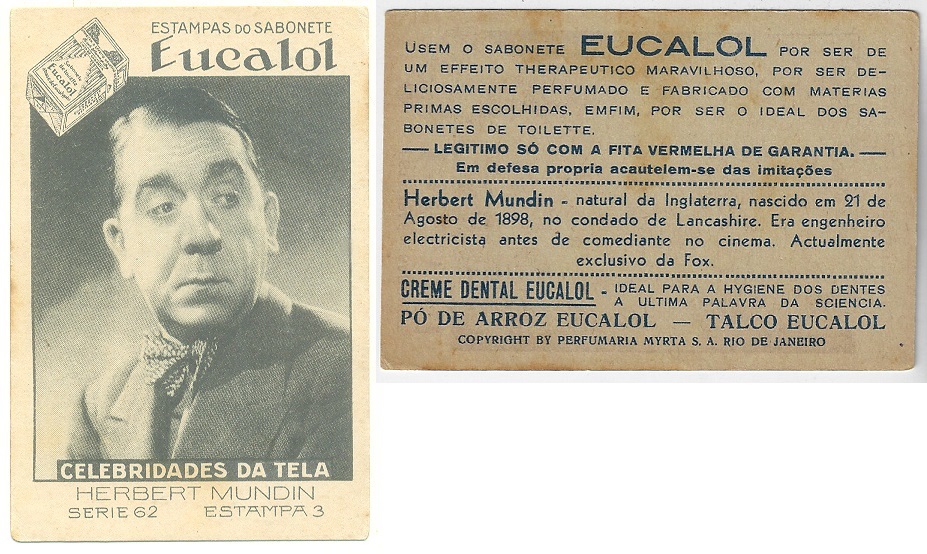 ESTAMPAS DO SABONETE
Eucalol
Eucalol
CELEBRIDADES DA TELA
HERBERT MUNDIN
SERIE 62 ESTAMPA 3
USEM O SABONETE EUCALOL POR SER DE
UM EFFEITO THERAPEUTICO MARAVILHOSO, POR SER DE-
LICIOSAMENTE PERFUMADO E FABRICADO COM MATERIAS
PRIMAS ESCOLHIDAS, EMFIM, POR SER O IDEAL DOS SA-
BONETES DE TOILETTE.
— LEGITIMO SÓ COM A FITA VERMELHA DE GARANTIA. —
Em defesa propria acautelem-se das imitações
Herbert Mundin - natural da Inglaterra, nascido em 21 de
Agosto de 1898, no condado de Lancashire. Era engenheiro
electricista antes de comediante no cinema. Actualmente
exclusivo da Fox.
CREME DENTAL EUCALOL - IDEAL PARA A HYGIENE DOS DENTES
A ULTIMA PALAVRA DA SCIENCIA.
PÓ DE ARROZ EUCALOL — TALCO EUCALOL
COPYRIGHT BY PERFUMARIA MYRTA S. A. RIO DE JANEIRO